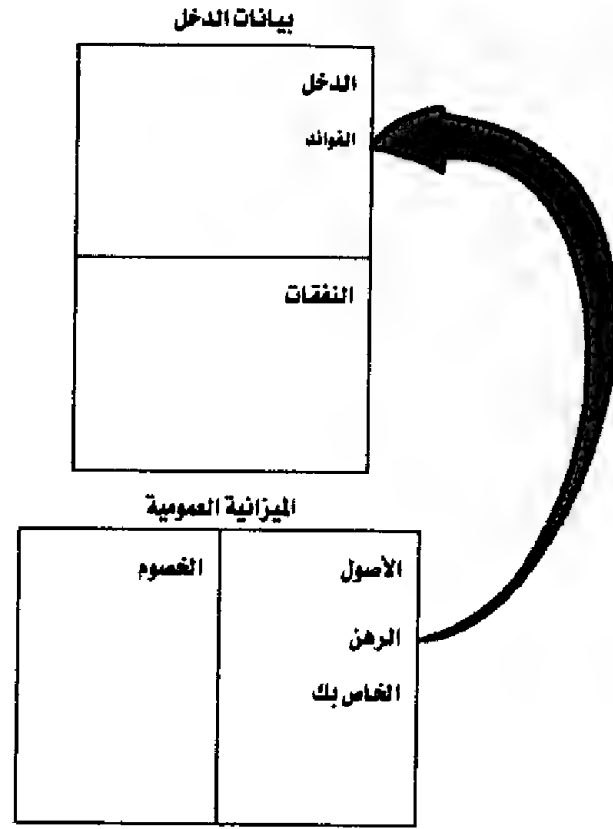 بيانات الدخل
الدخل
الفوائد
النفقات
الميزانية العمومية
الأصول
الخصوم
الرهن
الخاص بك